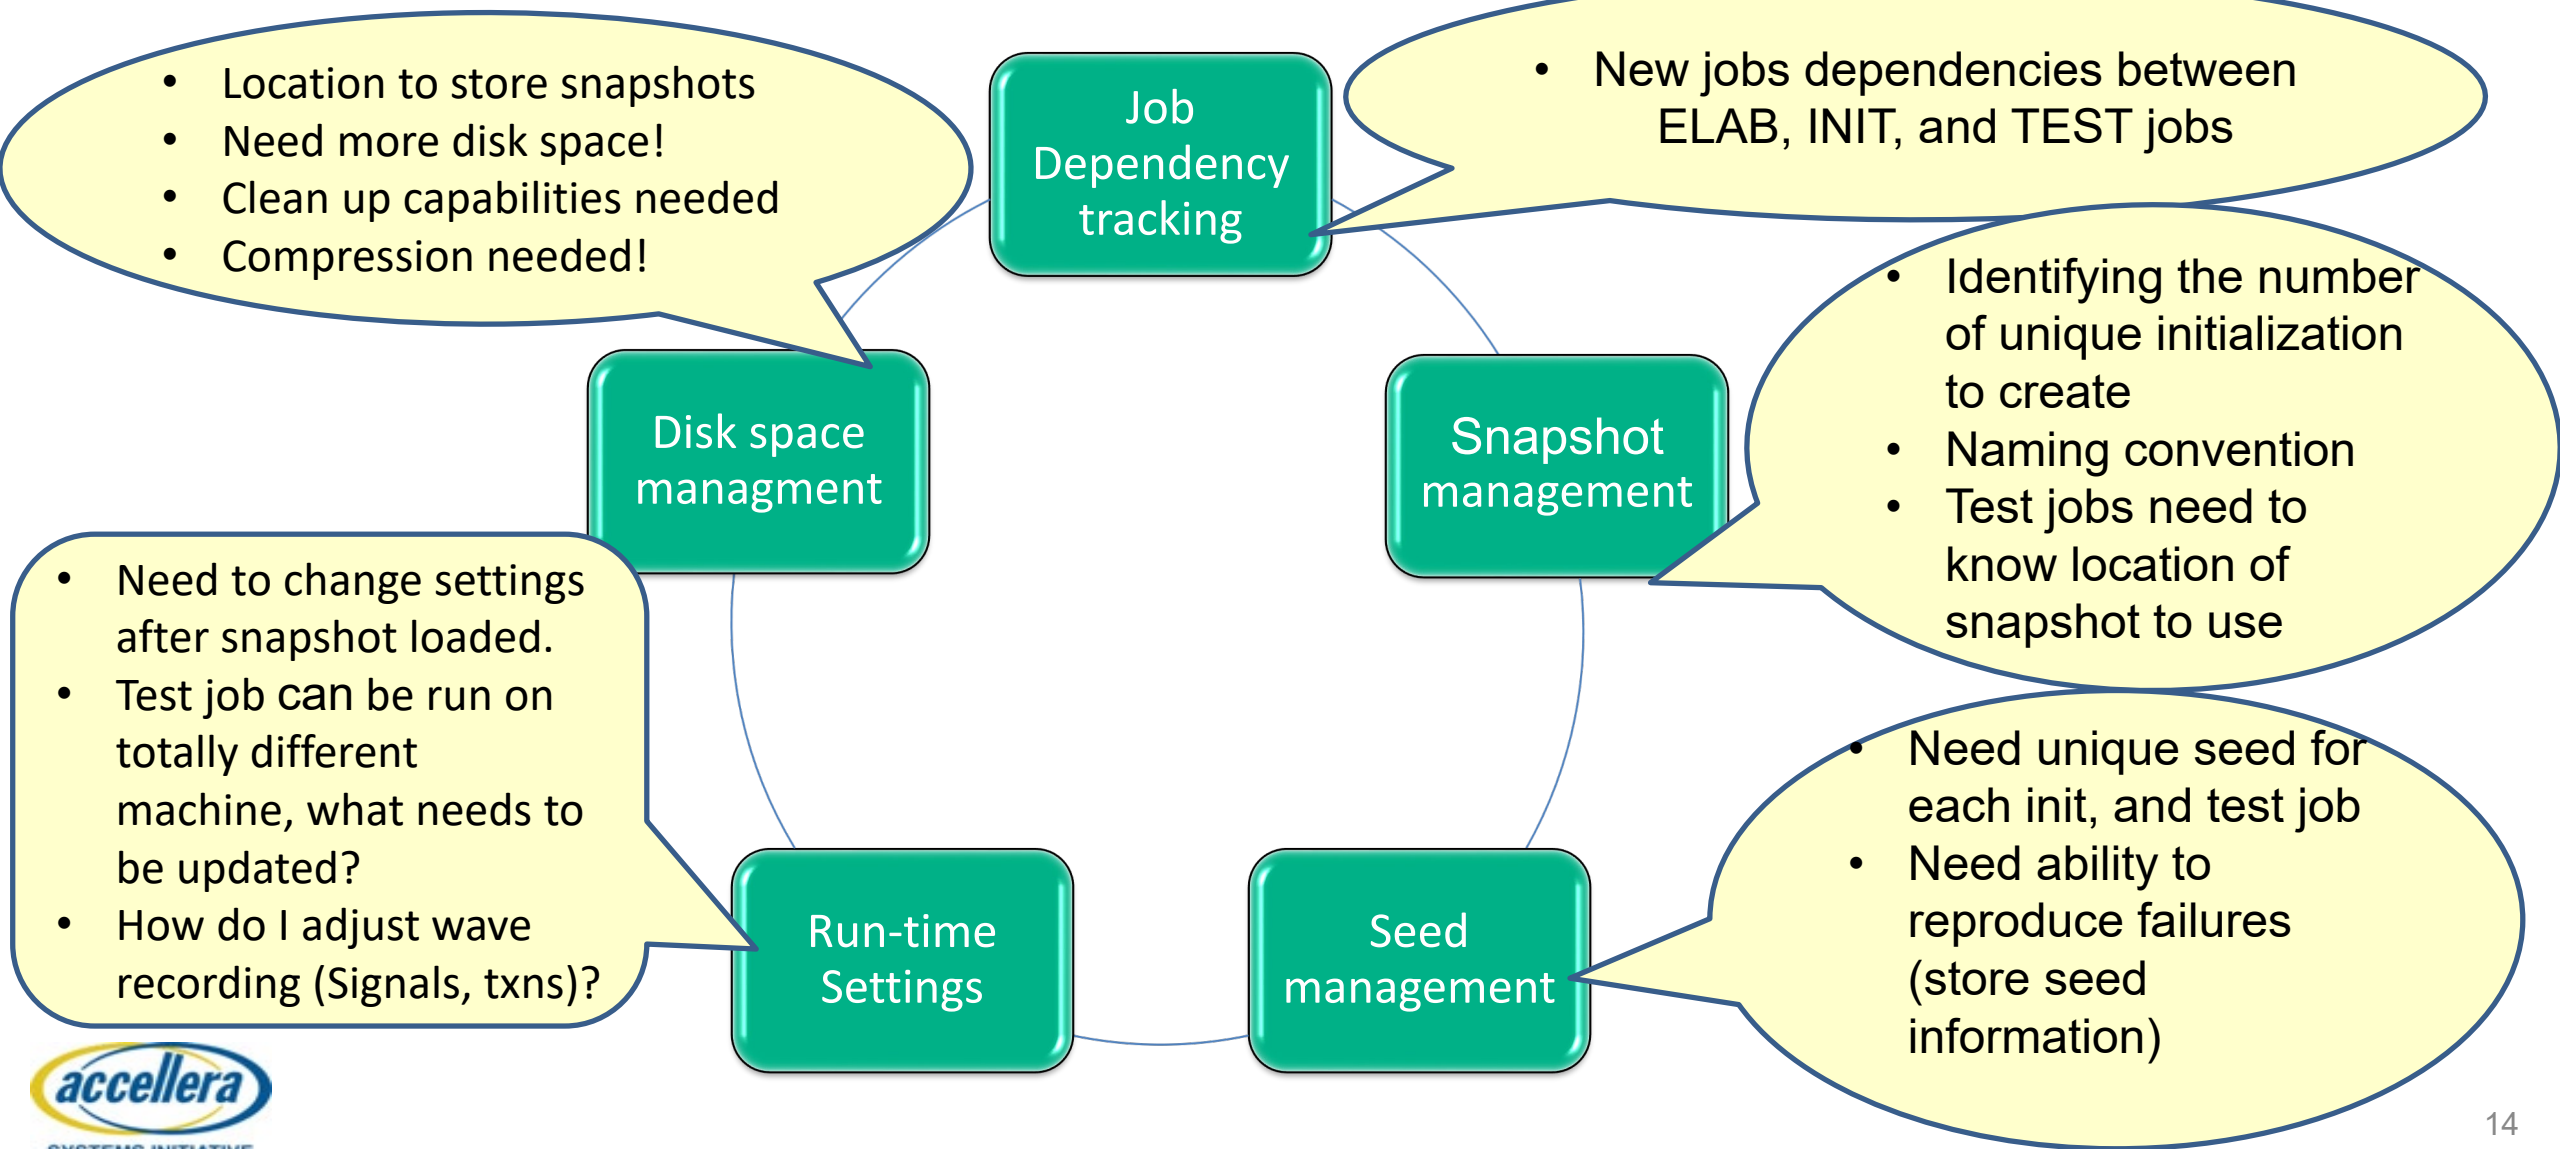 • Location to store snapshots
• Need more disk space!
• Clean up capabilities needed
• Compression needed!
Job
Dependency
tracking
• New jobs dependencies between
ELAB, INIT, and TEST jobs
Disk space
managment
Snapshot
management
• Identifying the number
of unique initialization
to create
• Naming convention
• Test jobs need to
know location of
snapshot to use
• Need to change settings
after snapshot loaded.
• Test job can be run on
totally different
machine, what needs to
be updated?
• How do I adjust wave
recording (Signals, txns)?
Run-time
Settings
Seed
management
• Need unique seed for
each init, and test job
• Need ability to
reproduce failures
(store seed
information)
accellera
SYSTEMS INITIATIVE
14